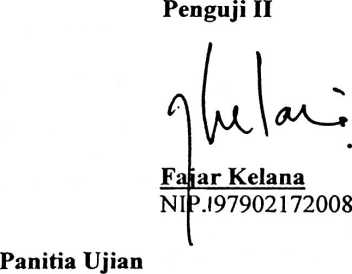 Penguji II
Fajar Kelana
NIP.197902172008
Panitia Ujian